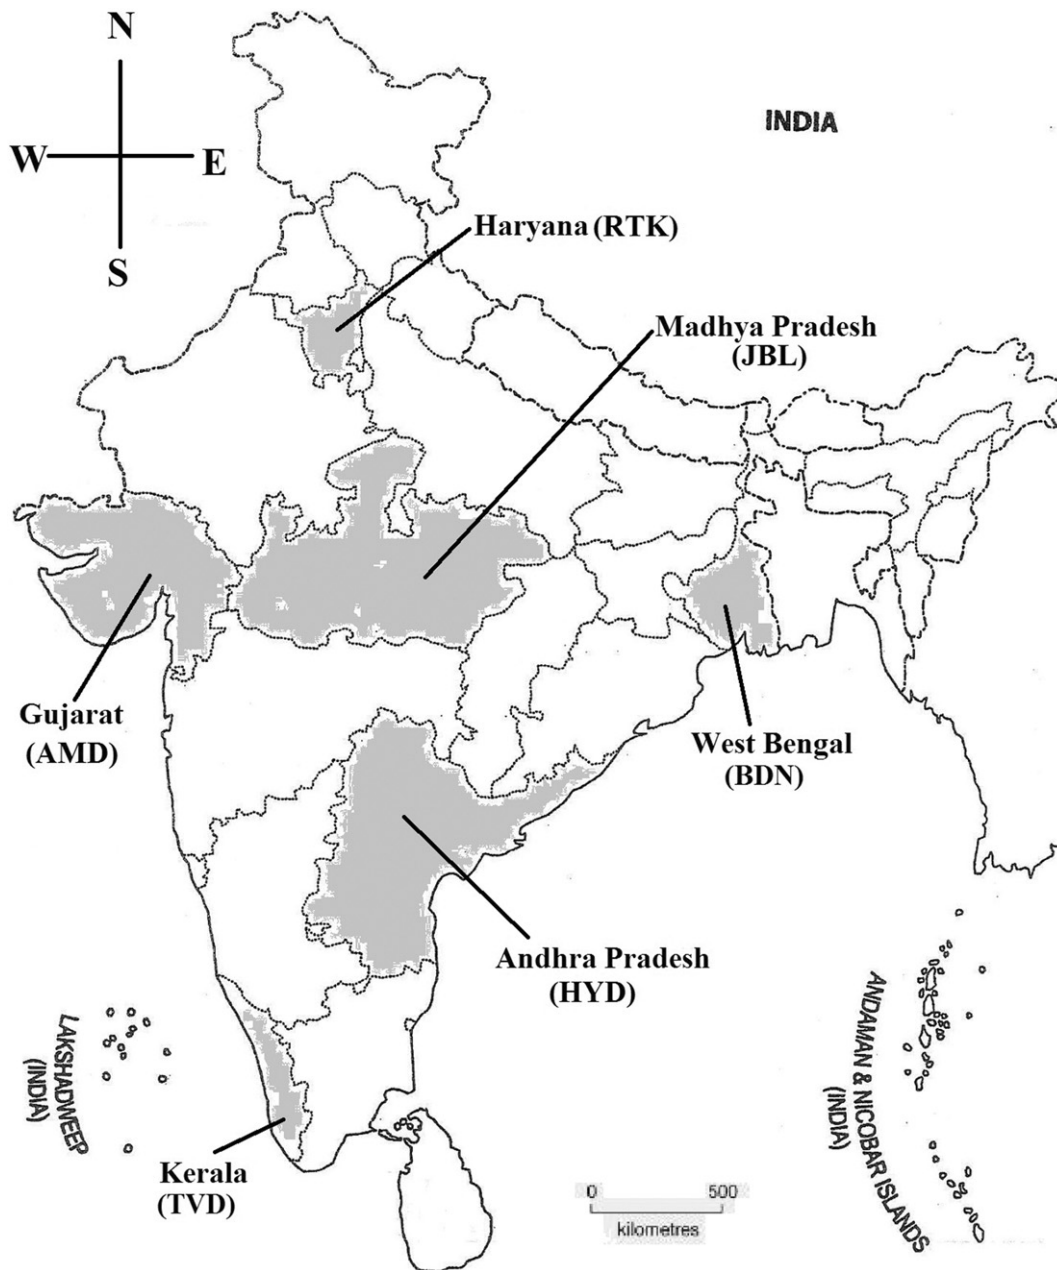 N
INDIA
W E
S
Haryana (RTK)
Madhya Pradesh
(JBL)
Gujarat
(AMD)
West Bengal
(BDN)
Andhra Pradesh
(HYD)
LAKSHADWEEP
(INDIA)
ANDAMAN & NICOBAR ISLANDS
(INDIA)
Kerala
(TVD)
0 500
kilometres